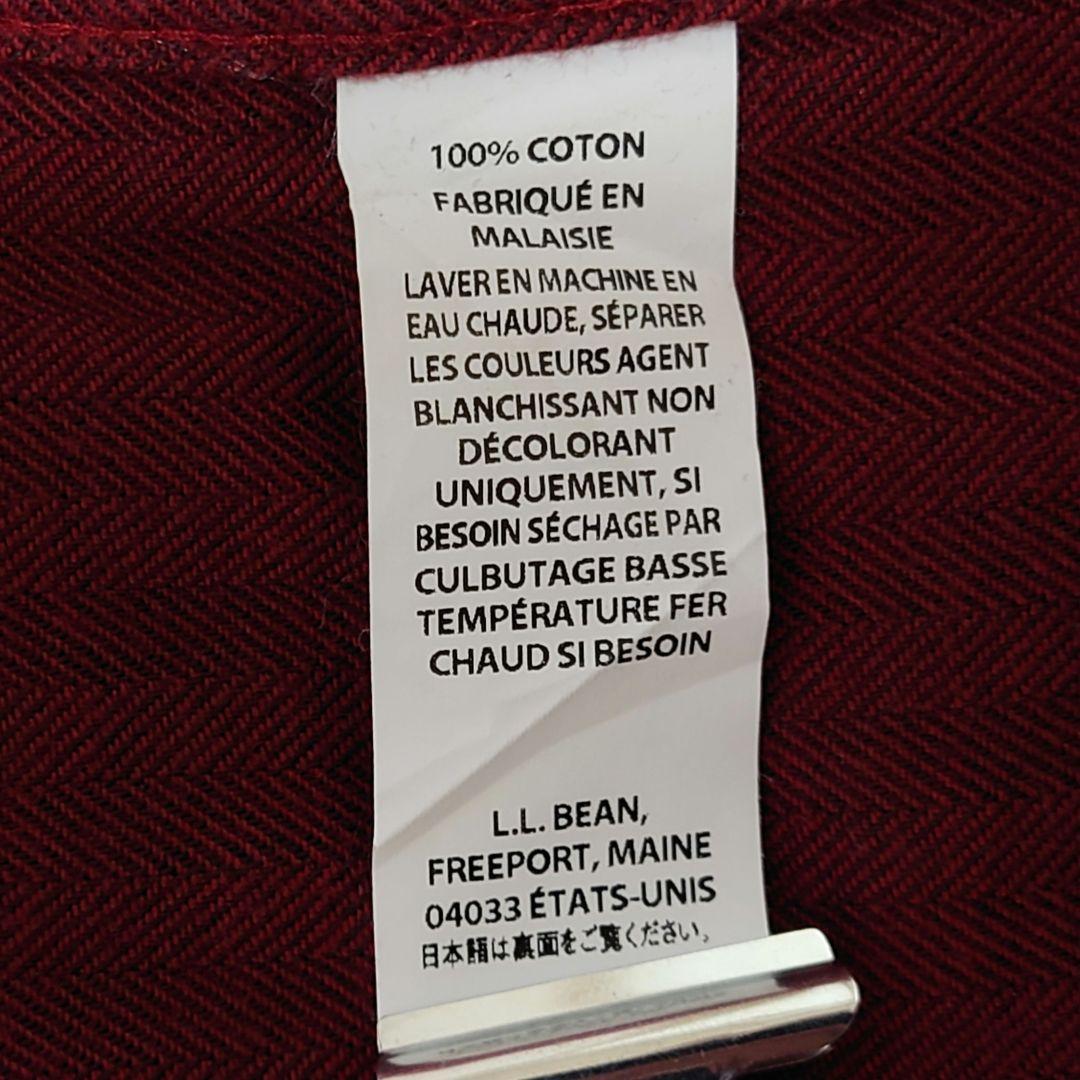 100% COTON
FABRIQUÉ EN
MALAISIE
LAVER EN MACHINE EN
EAU CHAUDE, SÉPARER
LES COULEURS AGENT
BLANCHISSANT NON
DÉCOLORANT
UNIQUEMENT, SI
BESOIN SÉCHAGE PAR
CULBUTAGE BASSE
TEMPÉRATURE FER
CHAUD SI BESOIN
L.L. BEAN,
FREEPORT, MAINE
04033 ÉTATS-UNIS
日本語は裏面をご覧ください。